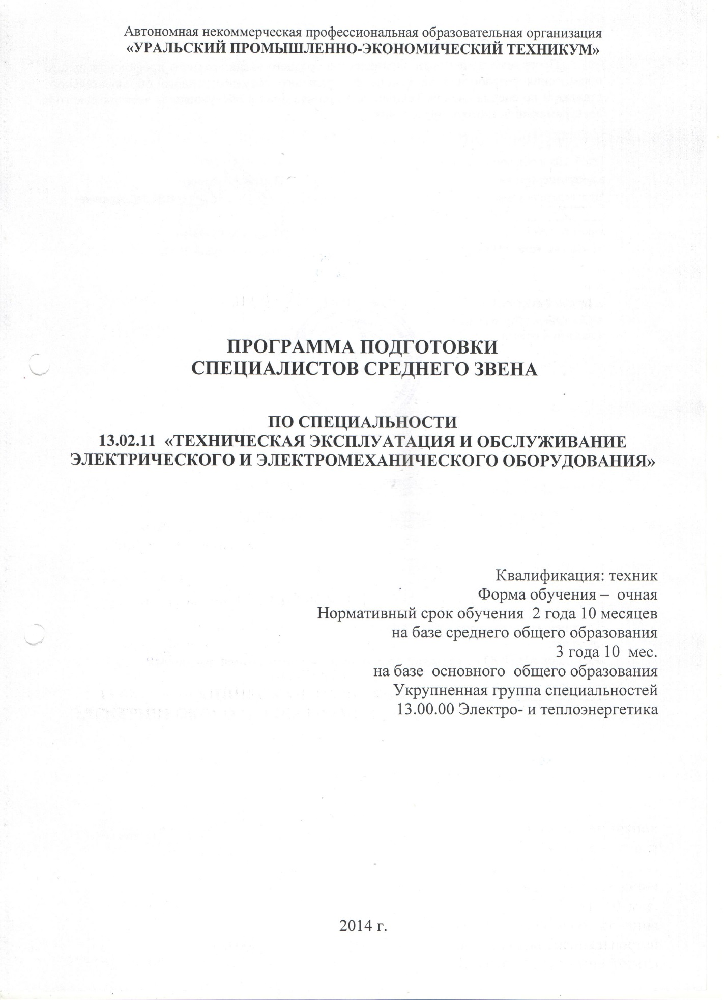 Автономная некоммерческая профессиональная образовательная организация
«УРАЛЬСКИЙ ПРОМЫШЛЕННО-ЭКОНОМИЧЕСКИЙ ТЕХНИКУМ»
ПРОГРАММА ПОДГОТОВКИ
СПЕЦИАЛИСТОВ СРЕДНЕГО ЗВЕНА
ПО СПЕЦИАЛЬНОСТИ
13.02.11 «ТЕХНИЧЕСКАЯ ЭКСПЛУАТАЦИЯ И ОБСЛУЖИВАНИЕ
ЭЛЕКТРИЧЕСКОГО И ЭЛЕКТРОМЕХАНИЧЕСКОГО ОБОРУДОВАНИЯ»
Квалификация: техник
Форма обучения – очная
Нормативный срок обучения 2 года 10 месяцев
на базе среднего общего образования
3 года 10 мес.
на базе основного общего образования
Укрупненная группа специальностей
13.00.00 Электро- и теплоэнергетика
2014 г.